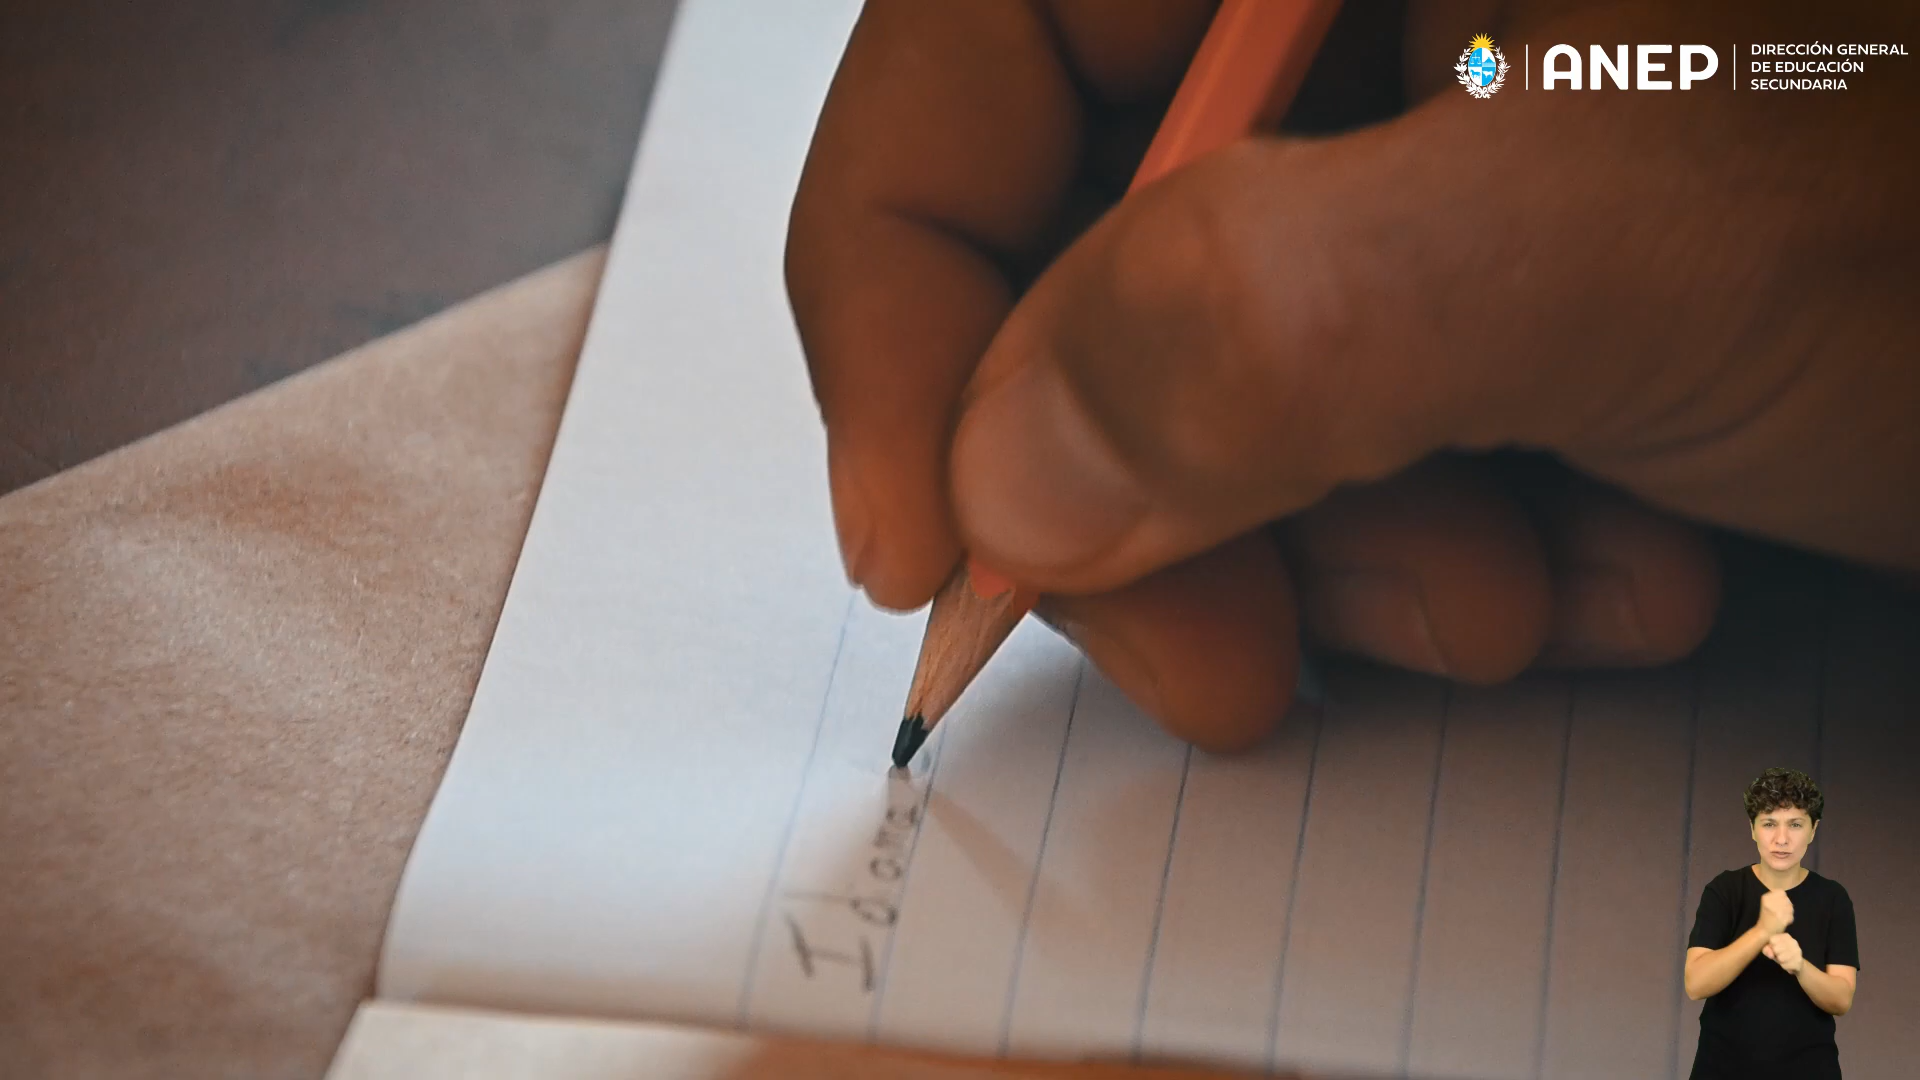 ANEP
DIRECCIÓN GENERAL
DE EDUCACIÓN
SECUNDARIA
Idioma